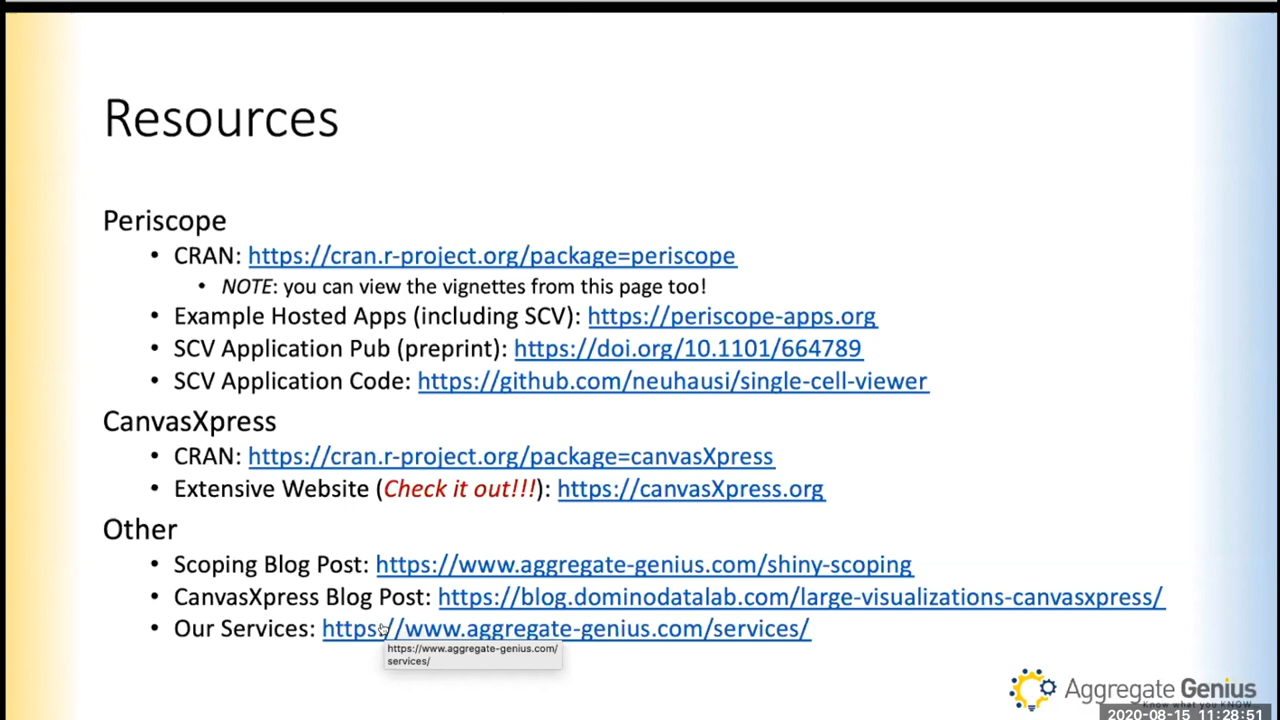 Resources
Periscope
• CRAN: https://cran.r-project.org/package=periscope
• NOTE: you can view the vignettes from this page too!
• Example Hosted Apps (including SCV): https://periscope-apps.org
• SCV Application Pub (preprint): https://doi.org/10.1101/664789
• SCV Application Code: https://github.com/neuhausi/single-cell-viewer
CanvasXpress
• CRAN: https://cran.r-project.org/package=canvasXpress
• Extensive Website (Check it out!!!): https://canvasXpress.org
Other
• Scoping Blog Post: https://www.aggregate-genius.com/shiny-scoping
• CanvasXpress Blog Post: https://blog.dominodatalab.com/large-visualizations-canvasxpress/
• Our Services: https://www.aggregate-genius.com/services/
https://www.aggregate-genius.com/
services/
Aggregate Genius
Know what you KNOW
2020-08-15 11:28:51